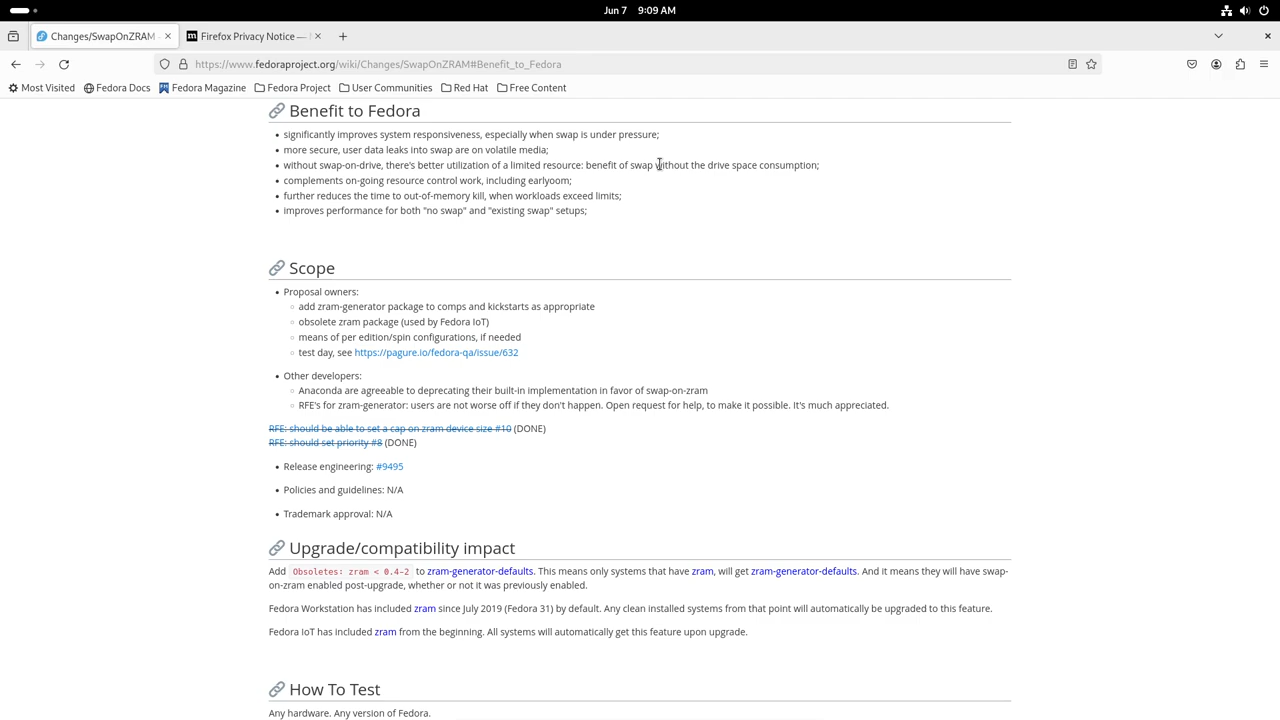 Jun 7 9:09 AM
Changes/SwapOnZRAM -
Firefox Privacy Notice —
https://www.fedoraproject.org/wiki/Changes/SwapOnZRAM#Benefit_to_Fedora
Most Visited Fedora Docs Fedora Magazine Fedora Project User Communities Red Hat Free Content
Benefit to Fedora
• significantly improves system responsiveness, especially when swap is under pressure;
• more secure, user data leaks into swap are on volatile media;
• without swap-on-drive, there's better utilization of a limited resource: benefit of swap without the drive space consumption;
• complements on-going resource control work, including earlyoom;
• further reduces the time to out-of-memory kill, when workloads exceed limits;
• improves performance for both "no swap" and "existing swap" setups;
Scope
• Proposal owners:
◦ add zram-generator package to comps and kickstarts as appropriate
◦ obsolete zram package (used by Fedora IoT)
◦ means of per edition/spin configurations, if needed
◦ test day, see https://pagure.io/fedora-qa/issue/632
• Other developers:
◦ Anaconda are agreeable to deprecating their built-in implementation in favor of swap-on-zram
◦ RFE's for zram-generator: users are not worse off if they don't happen. Open request for help, to make it possible. It's much appreciated.
RFE: should be able to set a cap on zram device size #10 (DONE)
RFE: should set priority #8 (DONE)
• Release engineering: #9495
• Policies and guidelines: N/A
• Trademark approval: N/A
Upgrade/compatibility impact
Add Obsoletes: zram < 0.4-2 to zram-generator-defaults. This means only systems that have zram, will get zram-generator-defaults. And it means they will have swap-
on-zram enabled post-upgrade, whether or not it was previously enabled.
Fedora Workstation has included zram since July 2019 (Fedora 31) by default. Any clean installed systems from that point will automatically be upgraded to this feature.
Fedora IoT has included zram from the beginning. All systems will automatically get this feature upon upgrade.
How To Test
Any hardware. Any version of Fedora.